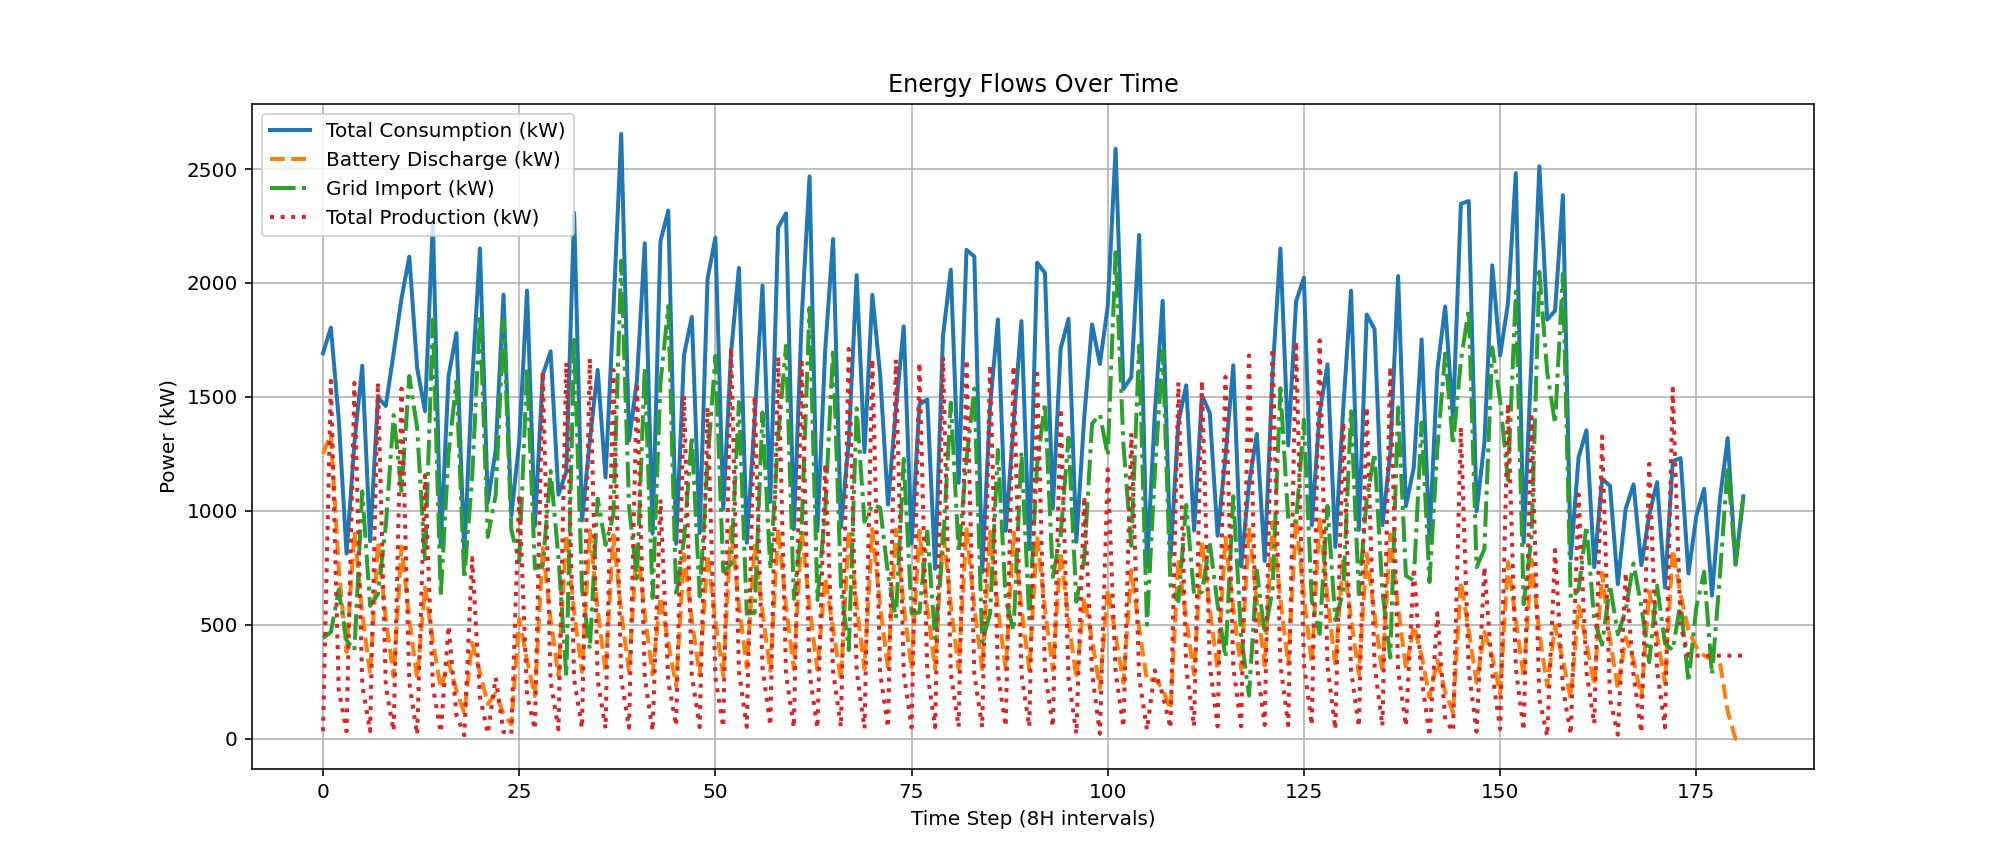 Energy Flows Over Time
Total Consumption (kW)
Battery Discharge (kW)
Grid Import (kW)
Total Production (kW)
Power (kW)
2500
2000
1500
1000
500
0
0 25 50 75 100 125 150 175
Time Step (8H intervals)